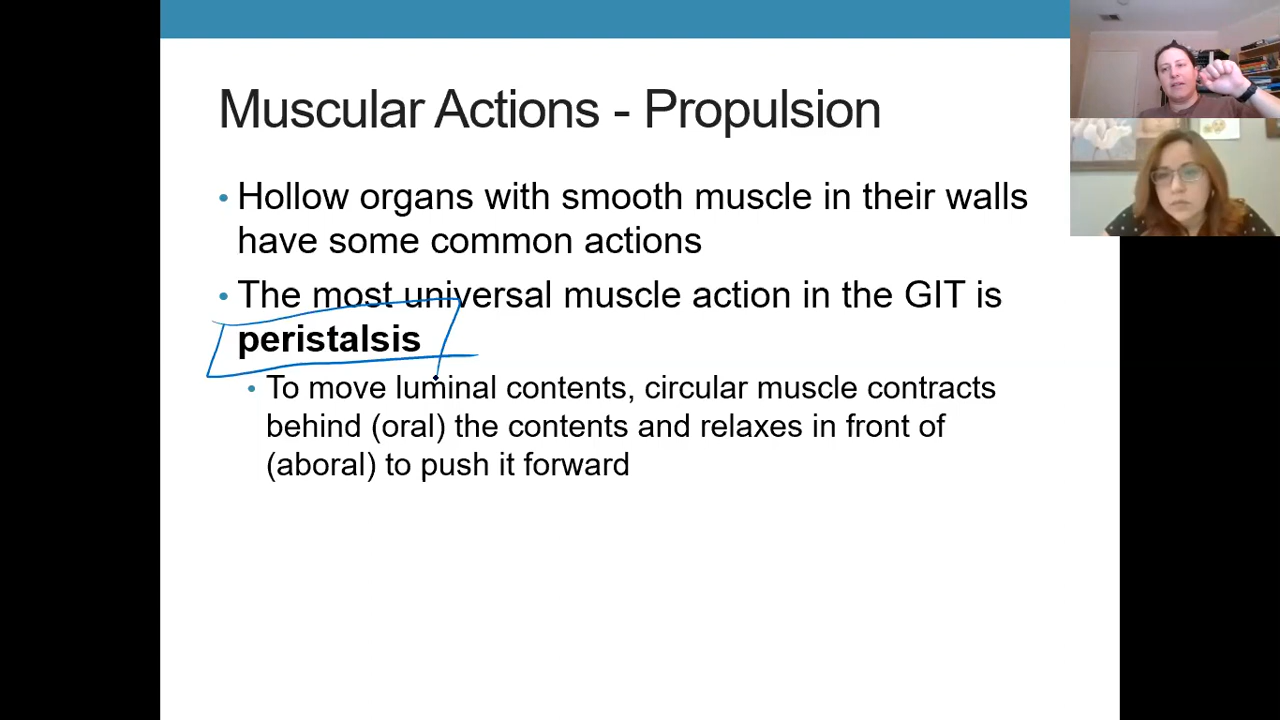 Muscular Actions - Propulsion
• Hollow organs with smooth muscle in their walls
have some common actions
• The most universal muscle action in the GIT is
peristalsis
• To move luminal contents, circular muscle contracts
behind (oral) the contents and relaxes in front of
(aboral) to push it forward